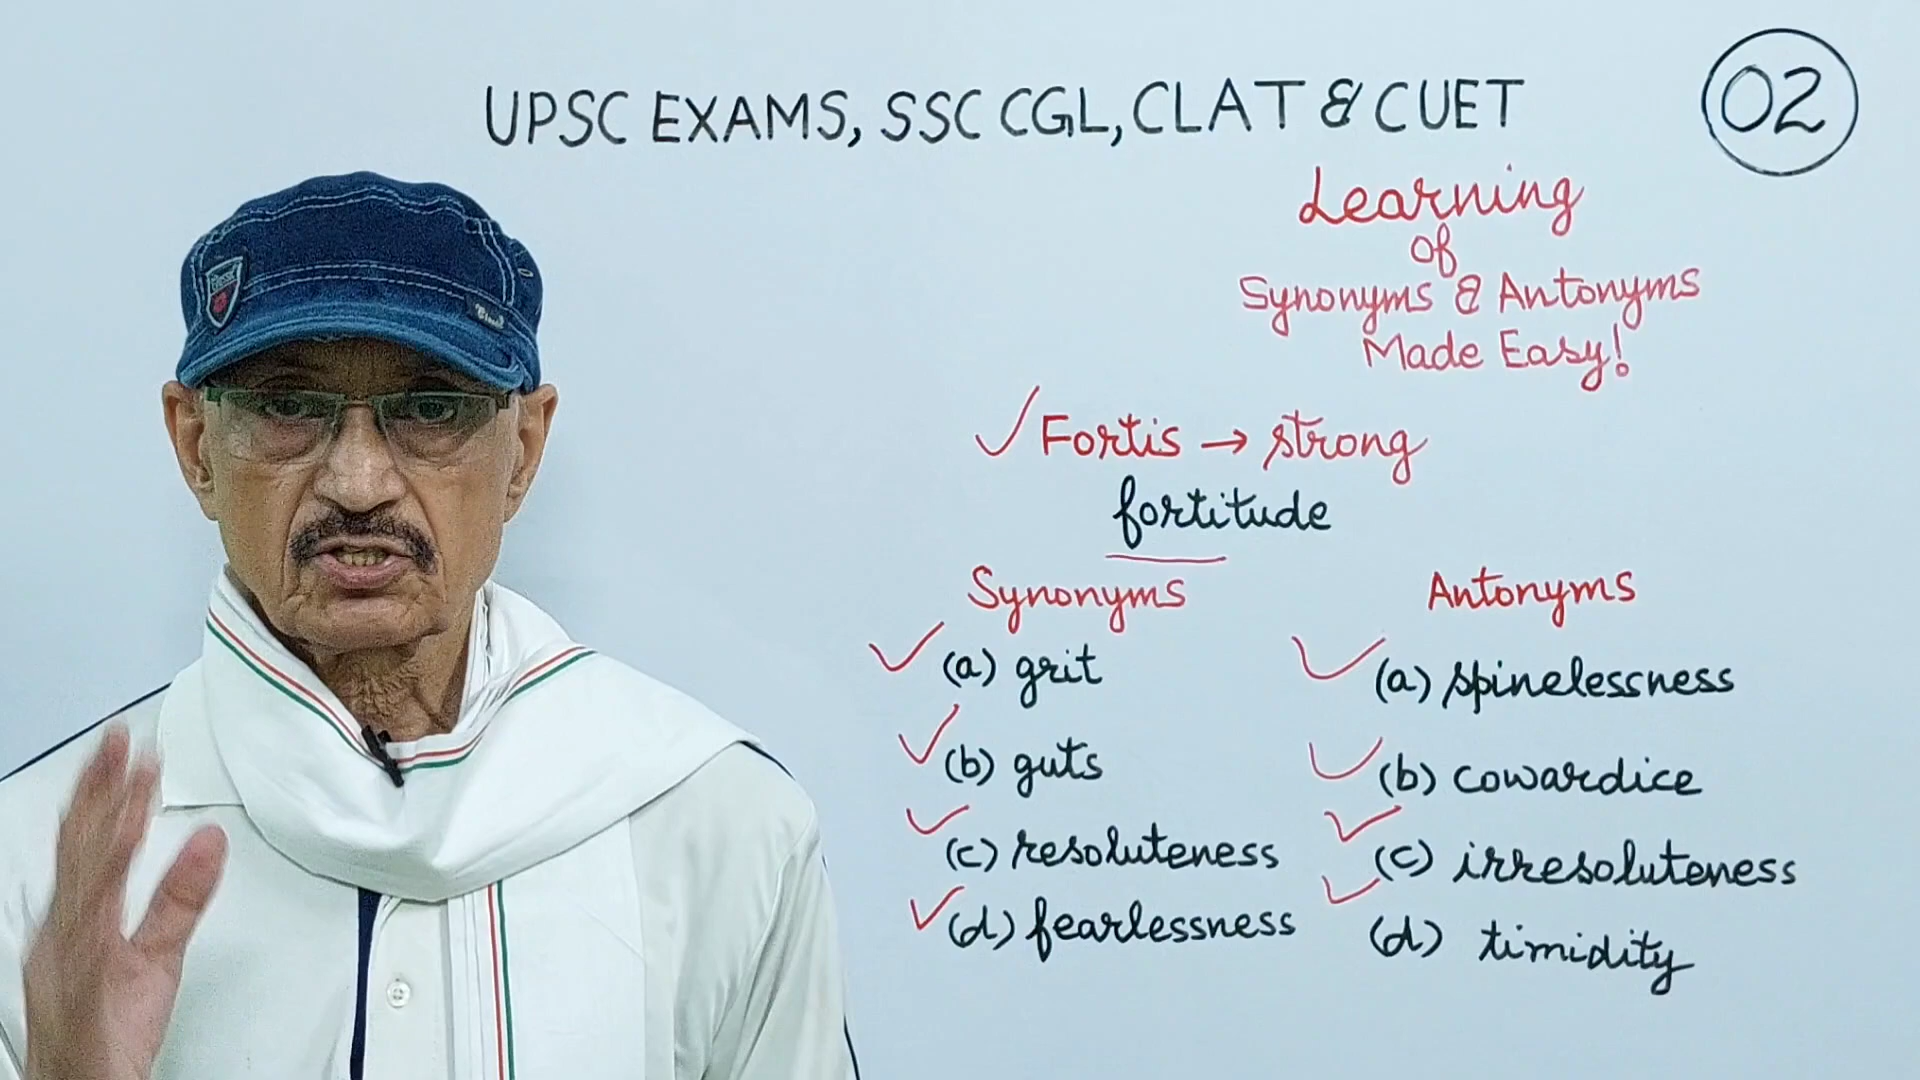 UPSC EXAMS, SSC CGL, CLAT & CUET
02
Learning
of
Synonyms & Antonyms
Made Easy!
Fortis → strong
fortitude
Synonyms
(a) grit
(b) guts
(c) resoluteness
(d) fearlessness
Antonyms
(a) spinelessness
(b) cowardice
(c) irresoluteness
(d) timidity